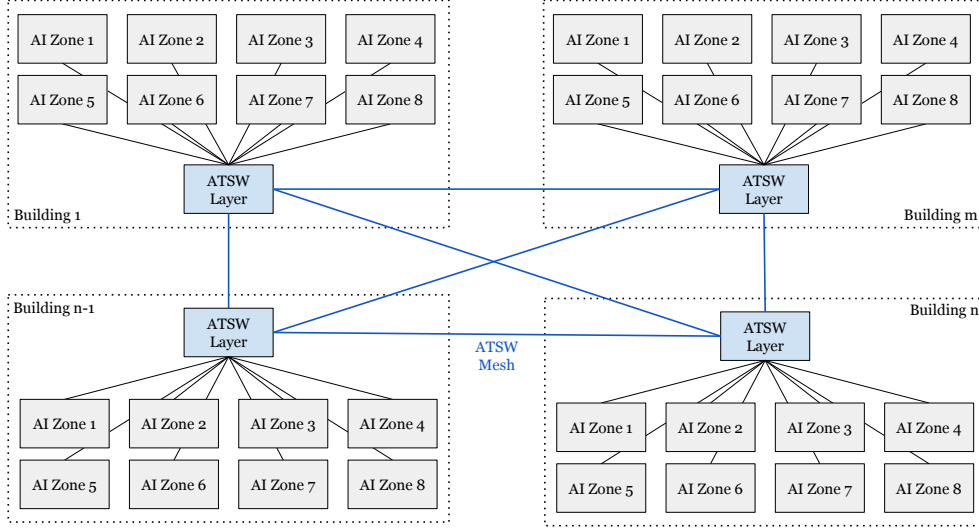 AI Zone 1
AI Zone 2
AI Zone 3
AI Zone 4
AI Zone 5
AI Zone 6
AI Zone 7
AI Zone 8
ATSW
Layer
Building 1
AI Zone 1
AI Zone 2
AI Zone 3
AI Zone 4
AI Zone 5
AI Zone 6
AI Zone 7
AI Zone 8
ATSW
Layer
Building m
Building n-1
ATSW
Layer
AI Zone 1
AI Zone 2
AI Zone 3
AI Zone 4
AI Zone 5
AI Zone 6
AI Zone 7
AI Zone 8
ATSW
Mesh
Building n
ATSW
Layer
AI Zone 1
AI Zone 2
AI Zone 3
AI Zone 4
AI Zone 5
AI Zone 6
AI Zone 7
AI Zone 8